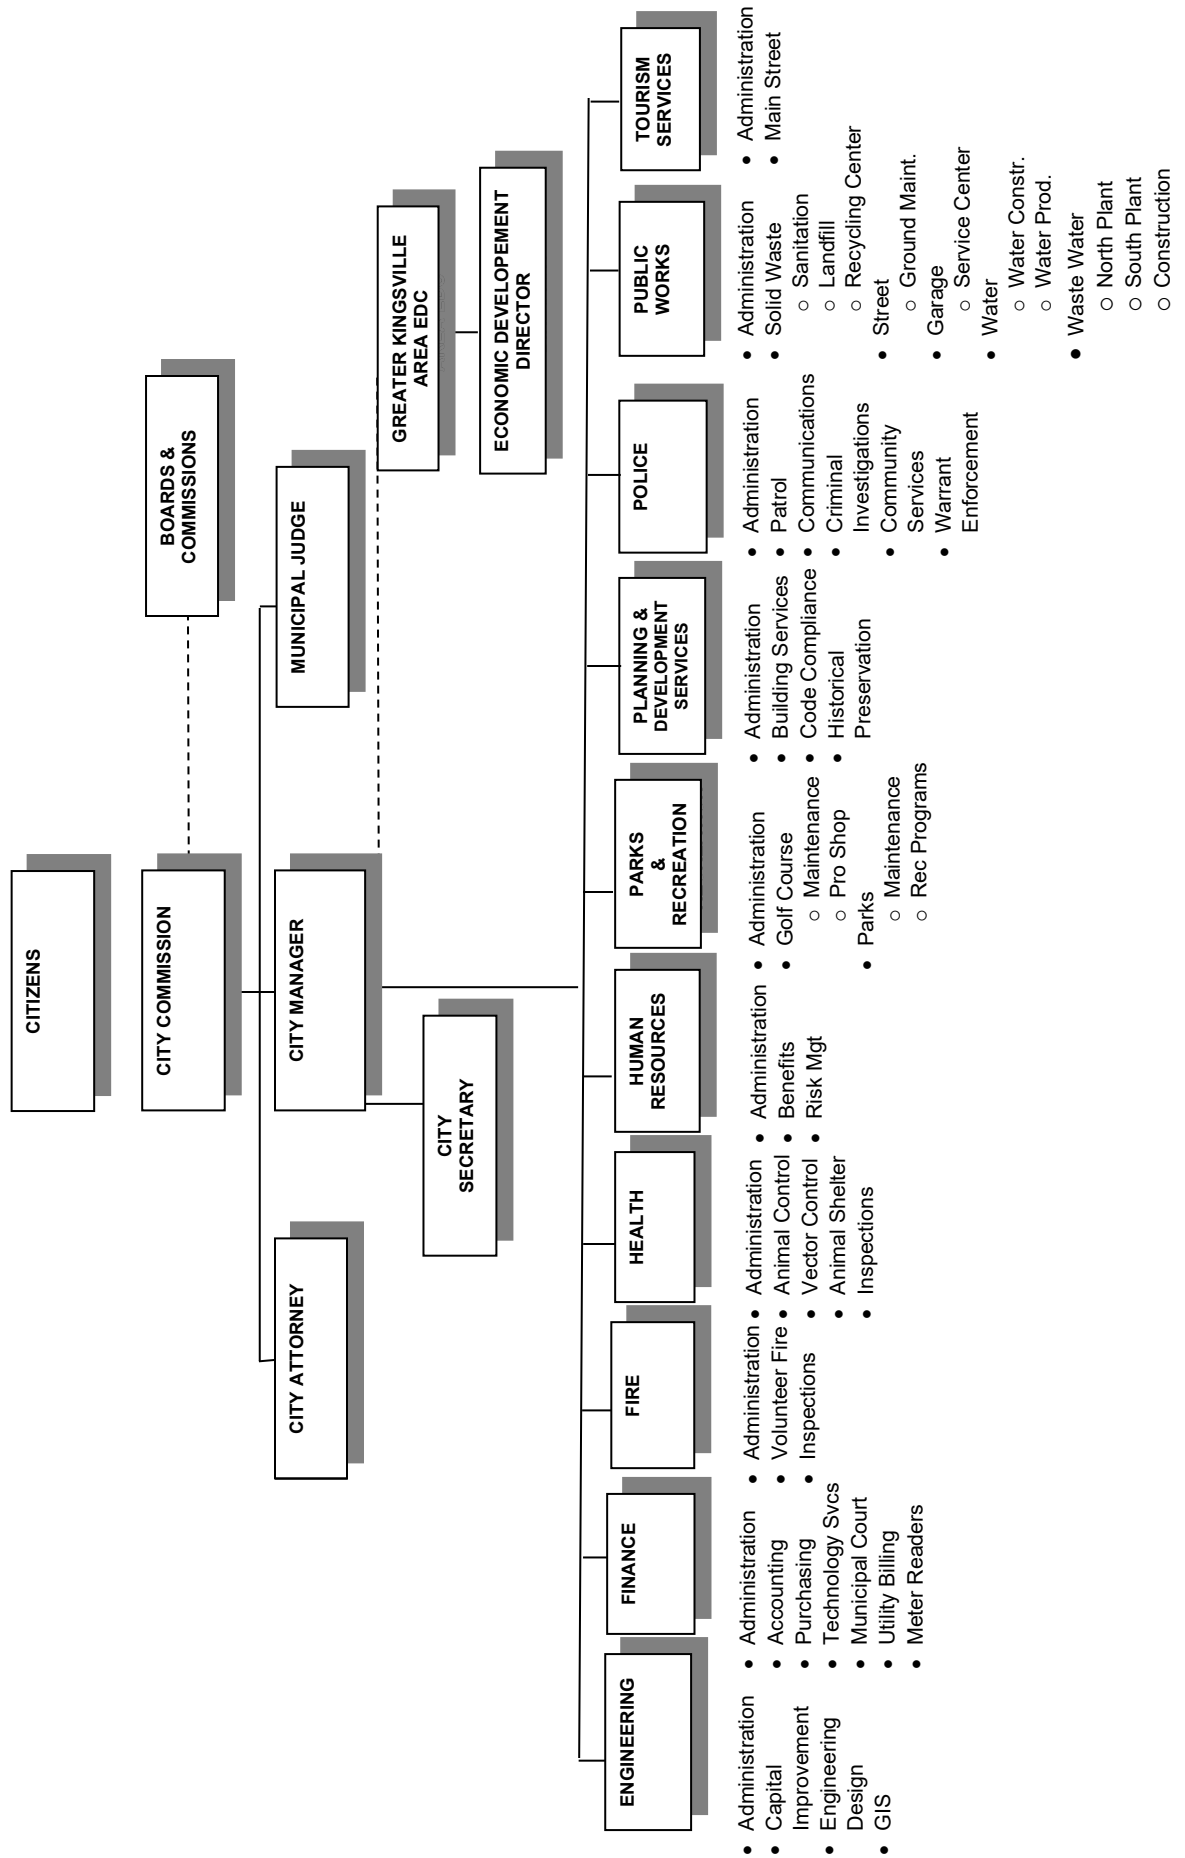 CITIZENS
CITY COMMISSION
BOARDS &
COMMISSIONS
CITY ATTORNEY
CITY MANAGER
MUNICIPAL JUDGE
CITY
SECRETARY
GREATER KINGSVILLE
AREA EDC
ECONOMIC DEVELOPEMENT
DIRECTOR
ENGINEERING
• Administration
• Capital
Improvement
• Engineering
Design
• GIS
FINANCE
• Administration
• Accounting
• Purchasing
• Technology Svcs
• Municipal Court
• Utility Billing
• Meter Readers
FIRE
• Administration
• Volunteer Fire
• Inspections
HEALTH
• Administration
• Animal Control
• Vector Control
• Animal Shelter
• Inspections
HUMAN
RESOURCES
• Administration
• Benefits
• Risk Mgt
PARKS
&
RECREATION
• Administration
• Golf Course
○ Maintenance
○ Pro Shop
• Parks
○ Maintenance
○ Rec Programs
PLANNING &
DEVELOPMENT
SERVICES
• Administration
• Building Services
• Code Compliance
• Historical
Preservation
POLICE
• Administration
• Patrol
• Communications
• Criminal
Investigations
• Community
Services
• Warrant
Enforcement
PUBLIC
WORKS
• Administration
• Solid Waste
○ Sanitation
○ Landfill
○ Recycling Center
• Street
○ Ground Maint.
• Garage
○ Service Center
• Water
○ Water Constr.
○ Water Prod.
• Waste Water
○ North Plant
○ South Plant
○ Construction
TOURISM
SERVICES
• Administration
• Main Street